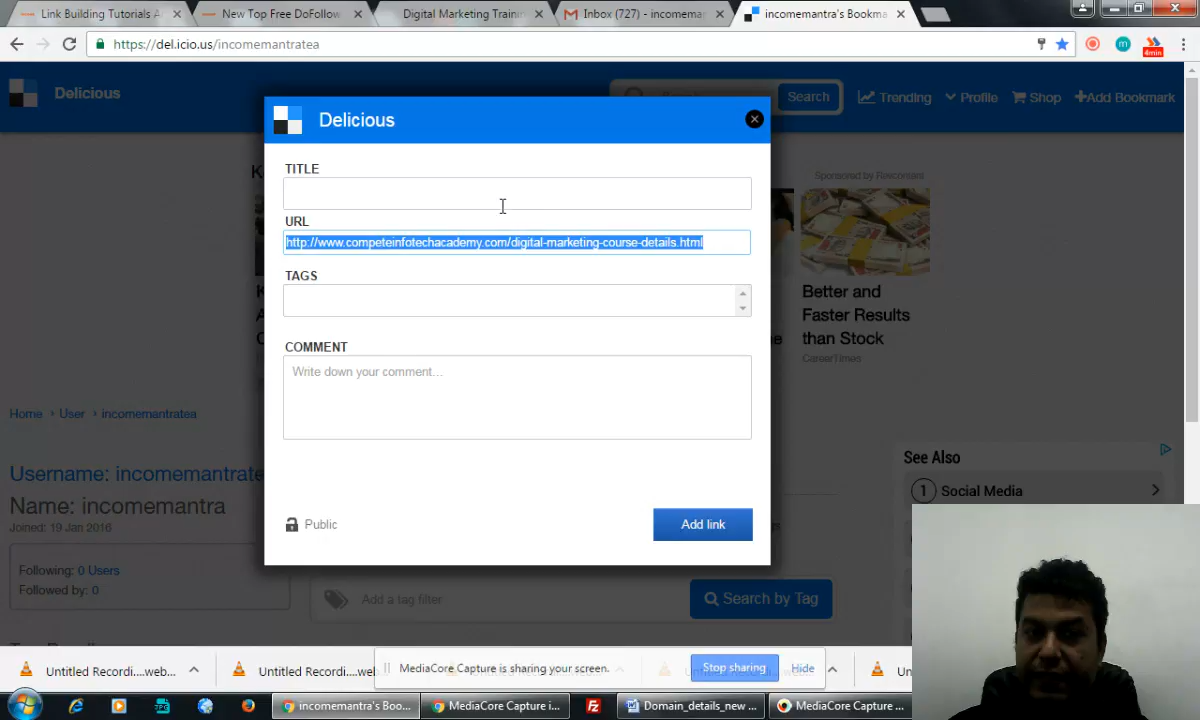 Link Building Tutorials A
New Top Free DoFollow
Digital Marketing Trainin
Inbox (727) - incomeman
incomemantra's Bookma
https://del.icio.us/incomemantratea
4min
Delicious
Search
Trending
Profile
Shop
Add Bookmark
Delicious
TITLE
URL
http://www.competeinfotechacademy.com/digital-marketing-course-details.html
TAGS
COMMENT
Write down your comment...
Public
Add link
Better and
Faster Results
than Stock
CareerTimes
Home > User > incomemantratea
Username: incomemantrate
Name: incomemantra
Joined: 19 Jan 2016
Following: 0 Users
Followed by: 0
See Also
1 Social Media
Add a tag filter
Search by Tag
Untitled Recordi....web...
Untitled Recordi....web
MediaCore Capture is sharing your screen.
Stop sharing
Hide
Un
incomemantra's Boo...
MediaCore Capture i...
Domain_details_new ...
MediaCore Capture ...